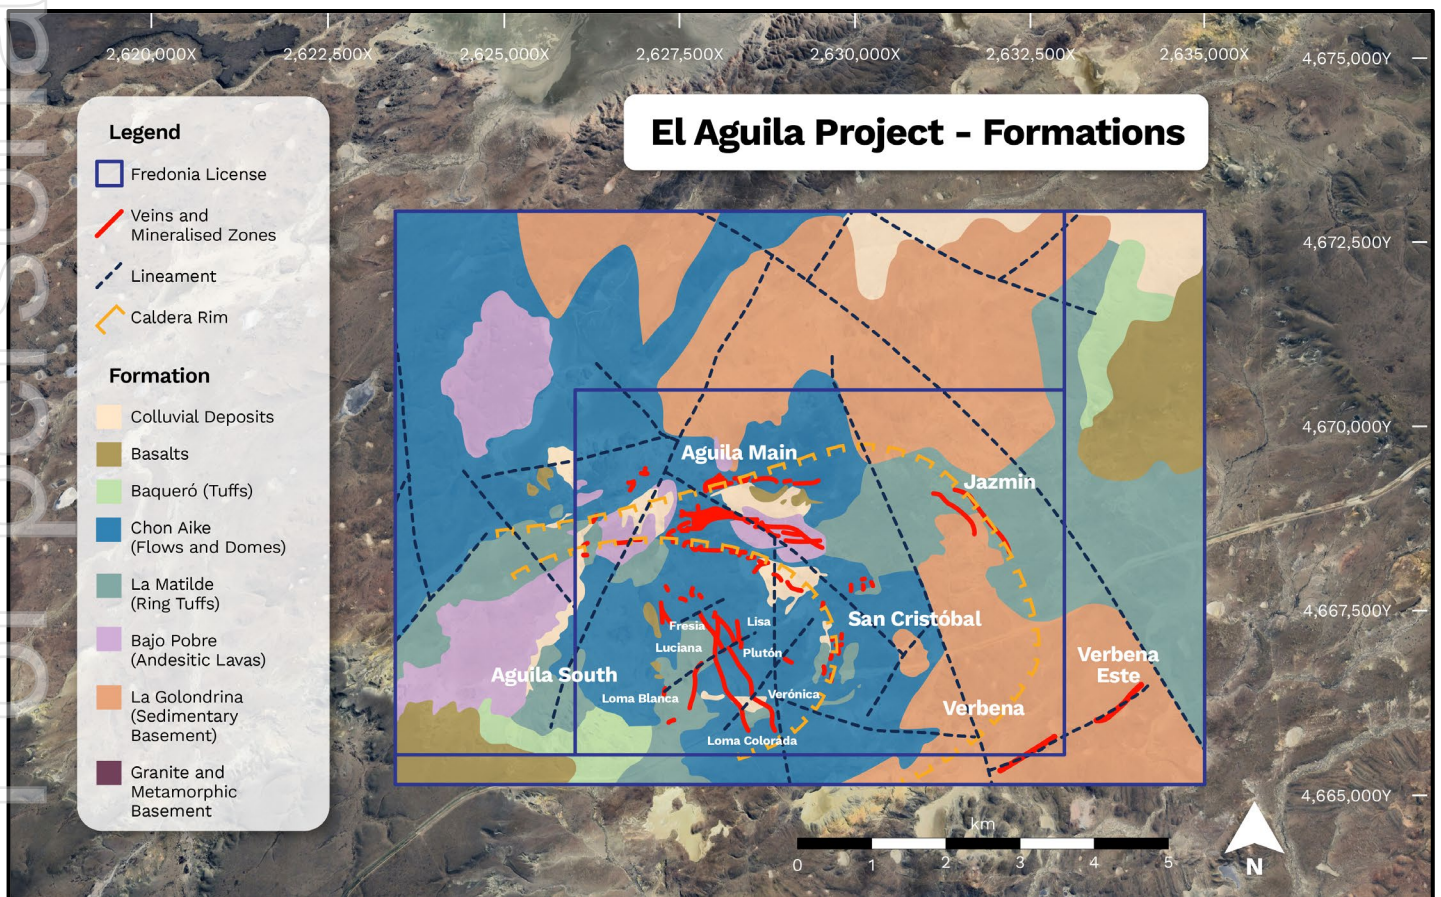 2,620,000X
2,622,500X
2,625,000X
2,627,500X
2,630,000X
2,632,500X
2,635,000X
4,675,000Y
4,672,500Y
4,670,000Y
4,667,500Y
4,665,000Y
El Aguila Project - Formations
Legend
Fredonia License
Veins and
Mineralised Zones
Lineament
Caldera Rim
Formation
Colluvial Deposits
Basalts
Baqueró (Tuffs)
Chon Aike
(Flows and Domes)
La Matilde
(Ring Tuffs)
Bajo Pobre
(Andesitic Lavas)
La Golondrina
(Sedimentary
Basement)
Granite and
Metamorphic
Basement
Aguila Main
Jazmin
San Cristóbal
Fresia
Lisa
Luciana
Plutón
Aguila South
Loma Blanca
Verónica
Loma Colorada
Verbena
Verbena
Este
km
0 1 2 3 4 5
N